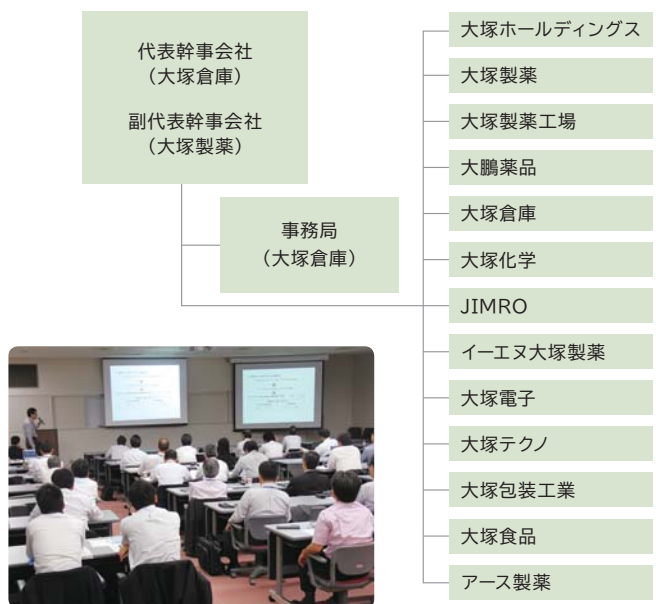 代表幹事会社
(大塚倉庫)
副代表幹事会社
(大塚製薬)
事務局
(大塚倉庫)
大塚ホールディングス
大塚製薬
大塚製薬工場
大鵬薬品
大塚倉庫
大塚化学
JIMRO
イーエヌ大塚製薬
大塚電子
大塚テクノ
大塚包装工業
大塚食品
アース製薬